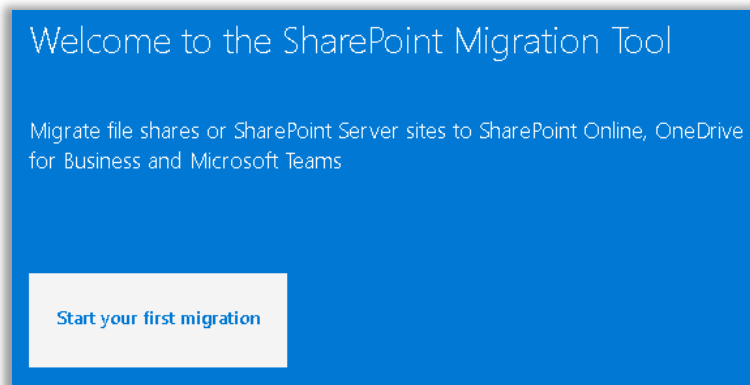 Welcome to the SharePoint Migration Tool
Migrate file shares or SharePoint Server sites to SharePoint Online, OneDrive
for Business and Microsoft Teams
Start your first migration